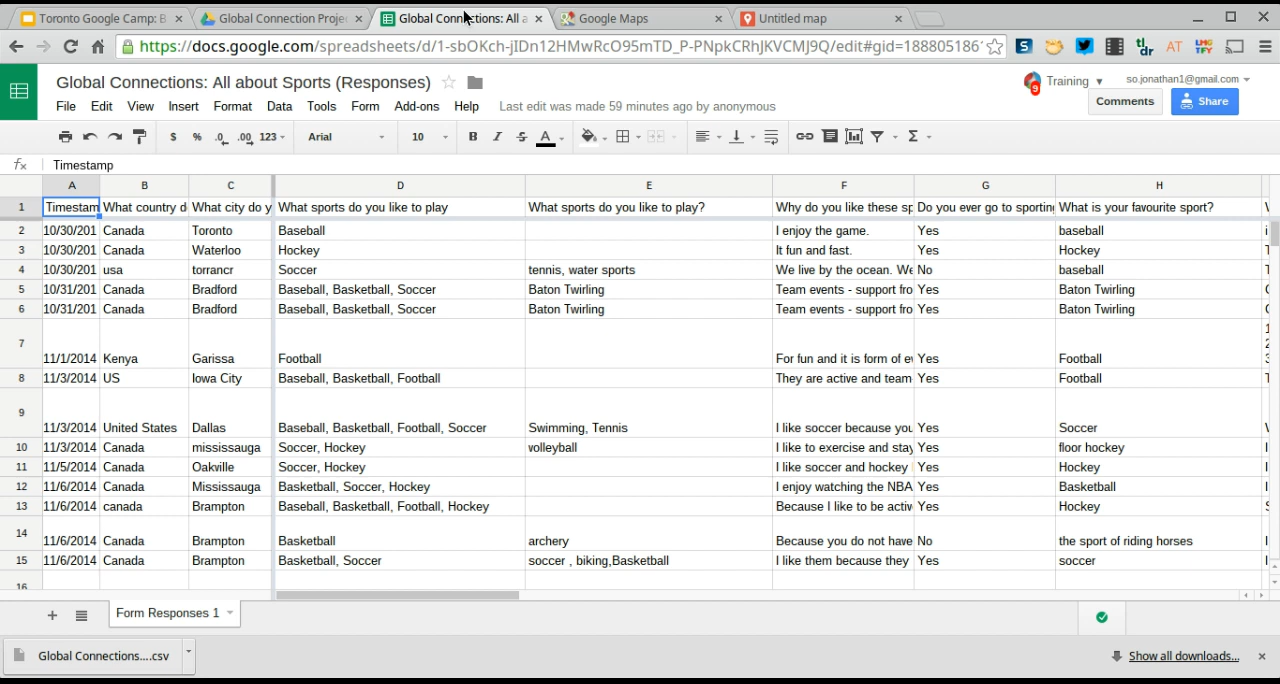 Toronto Google Camp: B
Global Connection Projec
Global Connections: All a
Google Maps
Untitled map
https://docs.google.com/spreadsheets/d/1-sbOKch-jIDn12HMwRcO95mTD_P-PNpkCRhJKVCMJ9Q/edit#gid=188805186
Global Connections: All about Sports (Responses)
Training
so.jonathan1@gmail.com
9
File Edit View Insert Format Data Tools Form Add-ons Help Last edit was made 59 minutes ago by anonymous
Comments Share
$ % .0 .00 123 Arial 10 B I S A Σ
fx Timestamp
A B C D E F G H
1 Timestam What country d What city do y What sports do you like to play What sports do you like to play? Why do you like these sp Do you ever go to sportin What is your favourite sport?
2 10/30/201 Canada Toronto Baseball I enjoy the game. Yes baseball
3 10/30/201 Canada Waterloo Hockey It fun and fast. Yes Hockey
4 10/30/201 usa torrancr Soccer tennis, water sports We live by the ocean. We No baseball
5 10/31/201 Canada Bradford Baseball, Basketball, Soccer Baton Twirling Team events - support fro Yes Baton Twirling
6 10/31/201 Canada Bradford Baseball, Basketball, Soccer Baton Twirling Team events - support fro Yes Baton Twirling
7 11/1/2014 Kenya Garissa Football For fun and it is form of e Yes Football
8 11/3/2014 US Iowa City Baseball, Basketball, Football They are active and team Yes Football
9 11/3/2014 United States Dallas Baseball, Basketball, Football, Soccer Swimming, Tennis I like soccer because you Yes Soccer
10 11/3/2014 Canada mississauga Soccer, Hockey volleyball I like to exercise and stay Yes floor hockey
11 11/5/2014 Canada Oakville Soccer, Hockey I like soccer and hockey Yes Hockey
12 11/6/2014 Canada Mississauga Basketball, Soccer, Hockey I enjoy watching the NBA Yes Basketball
13 11/6/2014 canada Brampton Baseball, Basketball, Football, Hockey Because I like to be activ Yes Hockey
14 11/6/2014 Canada Brampton Basketball archery Because you do not have No the sport of riding horses
15 11/6/2014 Canada Brampton Basketball, Soccer soccer , biking,Basketball I like them because they Yes soccer
16
Form Responses 1
Global Connections....csv
Show all downloads...